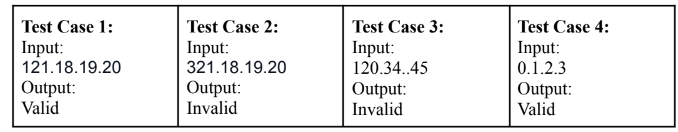 Test Case 1:
Input:
121.18.19.20
Output:
Valid
Test Case 2:
Input:
321.18.19.20
Output:
Invalid
Test Case 3:
Input:
120.34..45
Output:
Invalid
Test Case 4:
Input:
0.1.2.3
Output:
Valid